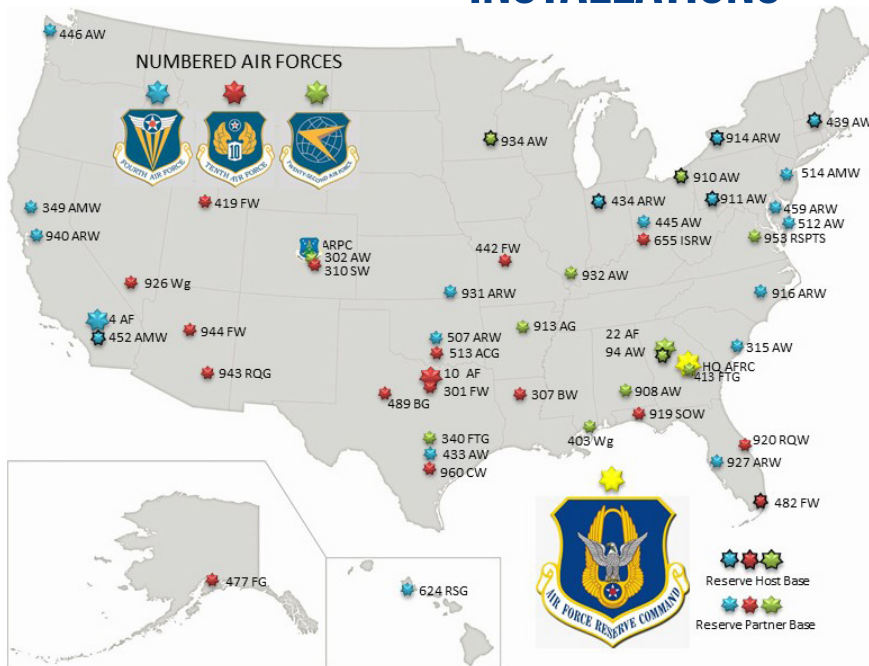 INSTALLATIONS
446 AW
NUMBERED AIR FORCES
FOURTH AIR FORCE
10
TENTH AIR FORCE
TWENTY-SECOND AIR FORCE
934 AW
439 AW
914 ARW
910 AW
514 AMW
911 AW
434 ARW
349 AMW
419 FW
459 ARW
445 AW
512 AW
940 ARW
ARPC
442 FW
655 ISRW
953 RSPTS
302 AW
310 SW
932 AW
926 Wg
931 ARW
916 ARW
4 AF
913 AG
944 FW
452 AMW
507 ARW
22 AF
315 AW
513 ACG
94 AW
HQ AFRC
943 RQG
10 AF
413 FTG
301 FW
307 BW
908 AW
489 BG
919 SOW
340 FTG
403 Wg
920 RQW
433 AW
927 ARW
960 CW
482 FW
AIR FORCE RESERVE COMMAND
Reserve Host Base
477 FG
624 RSG
Reserve Partner Base